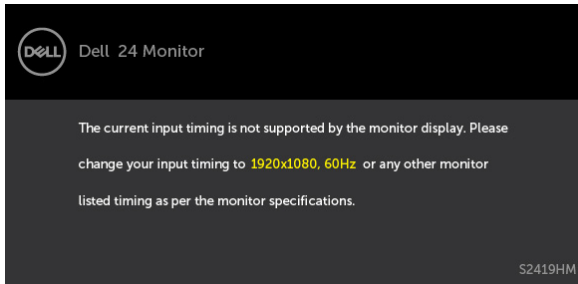 DELL Dell 24 Monitor
The current input timing is not supported by the monitor display. Please
change your input timing to 1920x1080, 60Hz or any other monitor
listed timing as per the monitor specifications.
S2419HM